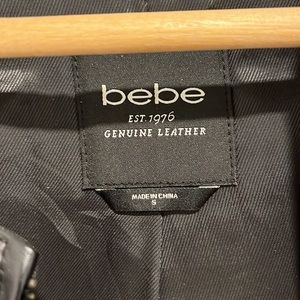 bebe
EST. 1976
GENUINE LEATHER
MADE IN CHINA
S